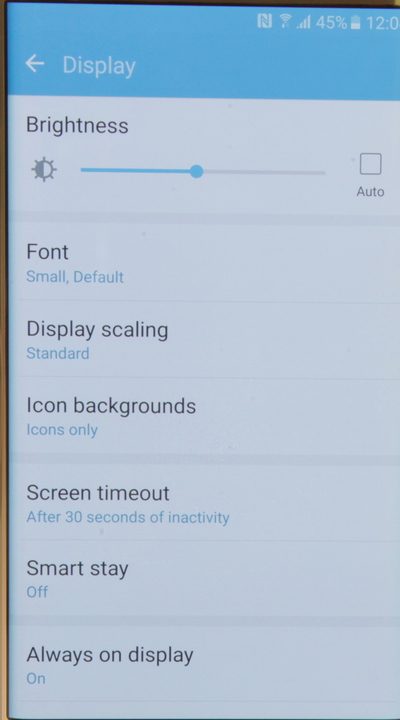 45% 12:0
Display
Brightness
Auto
Font
Small, Default
Display scaling
Standard
Icon backgrounds
Icons only
Screen timeout
After 30 seconds of inactivity
Smart stay
Off
Always on display
On